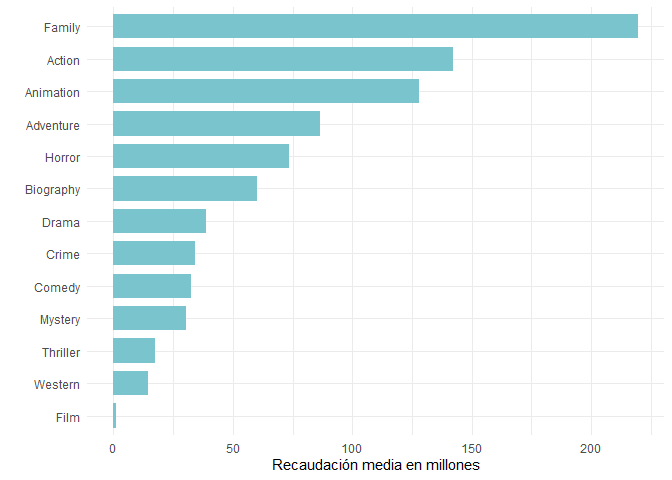 Family
Action
Animation
Adventure
Horror
Biography
Drama
Crime
Comedy
Mystery
Thriller
Western
Film
0 50 100 150 200
Recaudación media en millones